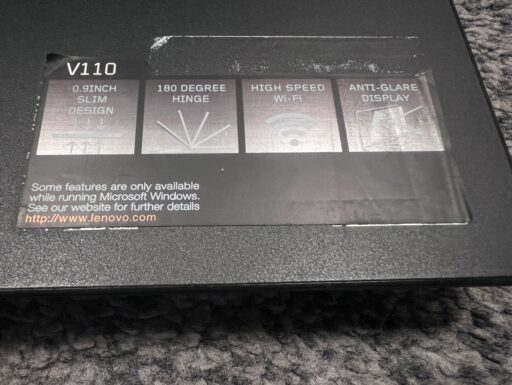 V110
0.9INCH
SLIM
DESIGN
180 DEGREE
HINGE
HIGH SPEED
Wi-Fi
ANTI-GLARE
DISPLAY
Some features are only available
while running Microsoft Windows.
See our website for further details
http://www.lenovo.com